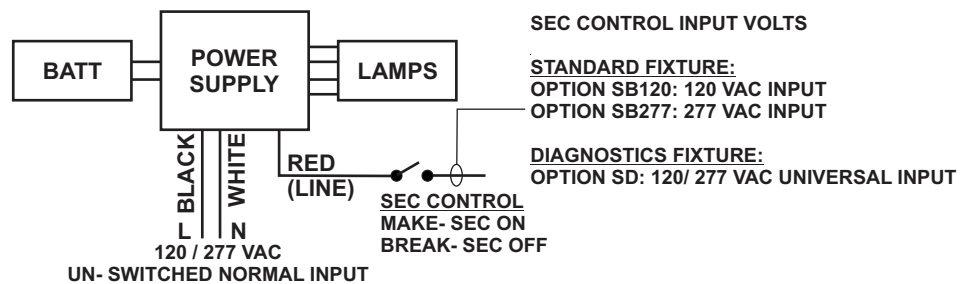 SEC CONTROL INPUT VOLTS
BATT
POWER
SUPPLY
LAMPS
STANDARD FIXTURE:
OPTION SB120: 120 VAC INPUT
OPTION SB277: 277 VAC INPUT
BLACK
WHITE
RED
(LINE)
DIAGNOSTICS FIXTURE:
OPTION SD: 120/ 277 VAC UNIVERSAL INPUT
SEC CONTROL
MAKE- SEC ON
BREAK- SEC OFF
L N
120 / 277 VAC
UN- SWITCHED NORMAL INPUT